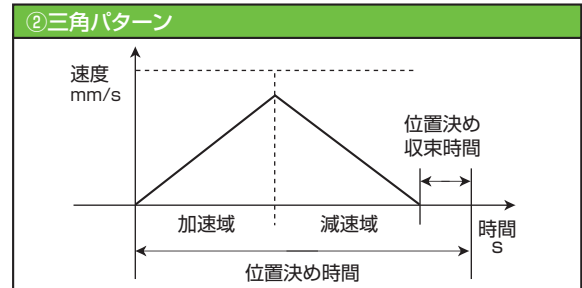 ②三角パターン
速度
mm/s
位置決め
収束時間
加速域
減速域
時間
s
位置決め時間